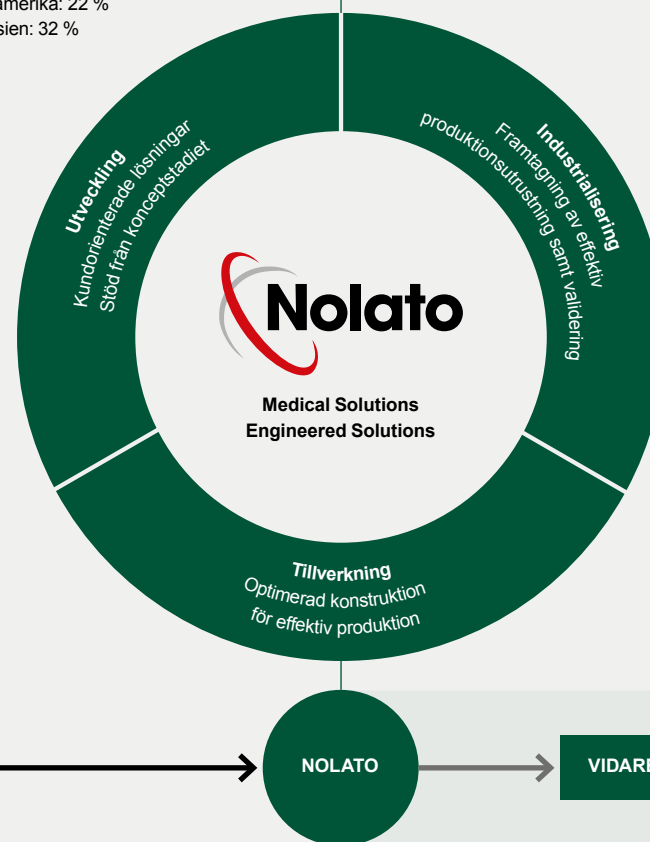 amerika: 22 %
sien: 32 %
Utveckling
Kundorienterade lösningar
Stöd från konceptstadiet
Industrialisering
Framtagning av effektiv
produktionsutrustning samt validering
Nolato
Medical Solutions
Engineered Solutions
Tillverkning
Optimerad konstruktion
för effektiv produktion
NOLATO
VIDARE